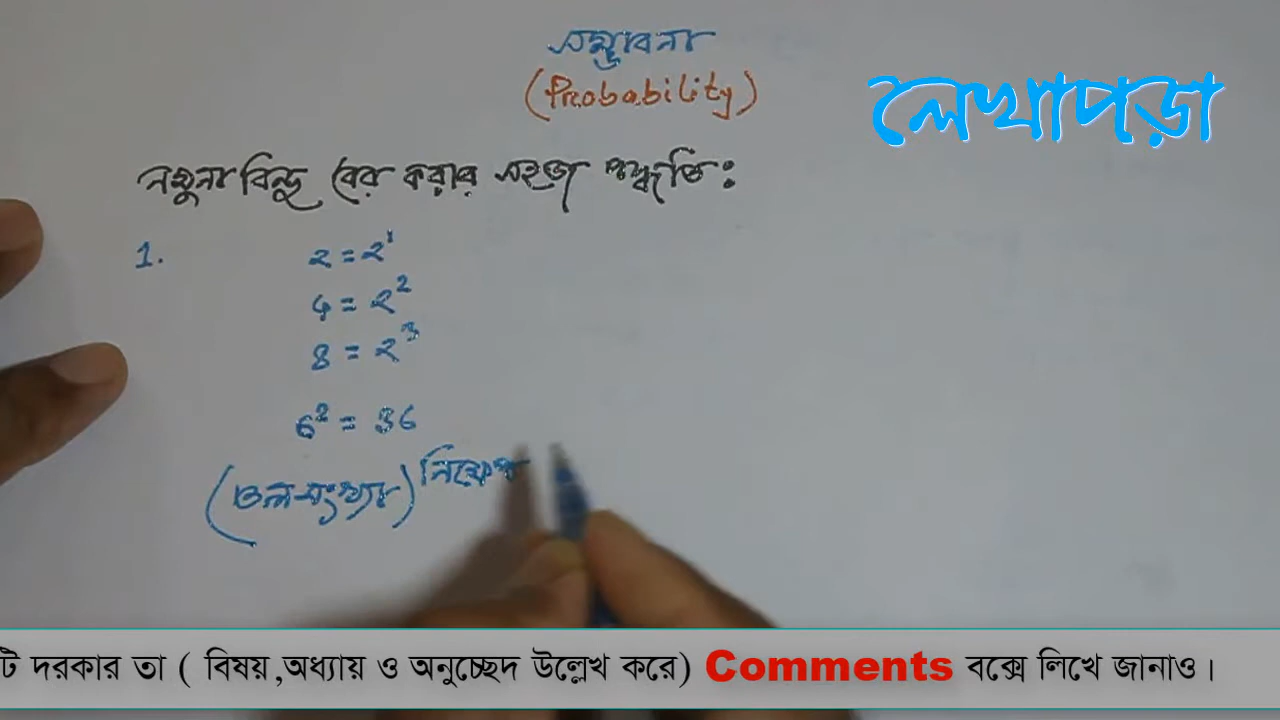 সম্ভাবনা
(Probability)
লেখাপড়া
নমুনা বিন্দু বের করার সহজ পদ্ধতি:
1. 2 = 2¹
4 = 2²
8 = 2³
6² = 36
(তলসংখ্যা)^নিক্ষেপ
টি দরকার তা ( বিষয়,অধ্যায় ও অনুচ্ছেদ উল্লেখ করে) Comments বক্সে লিখে জানাও।